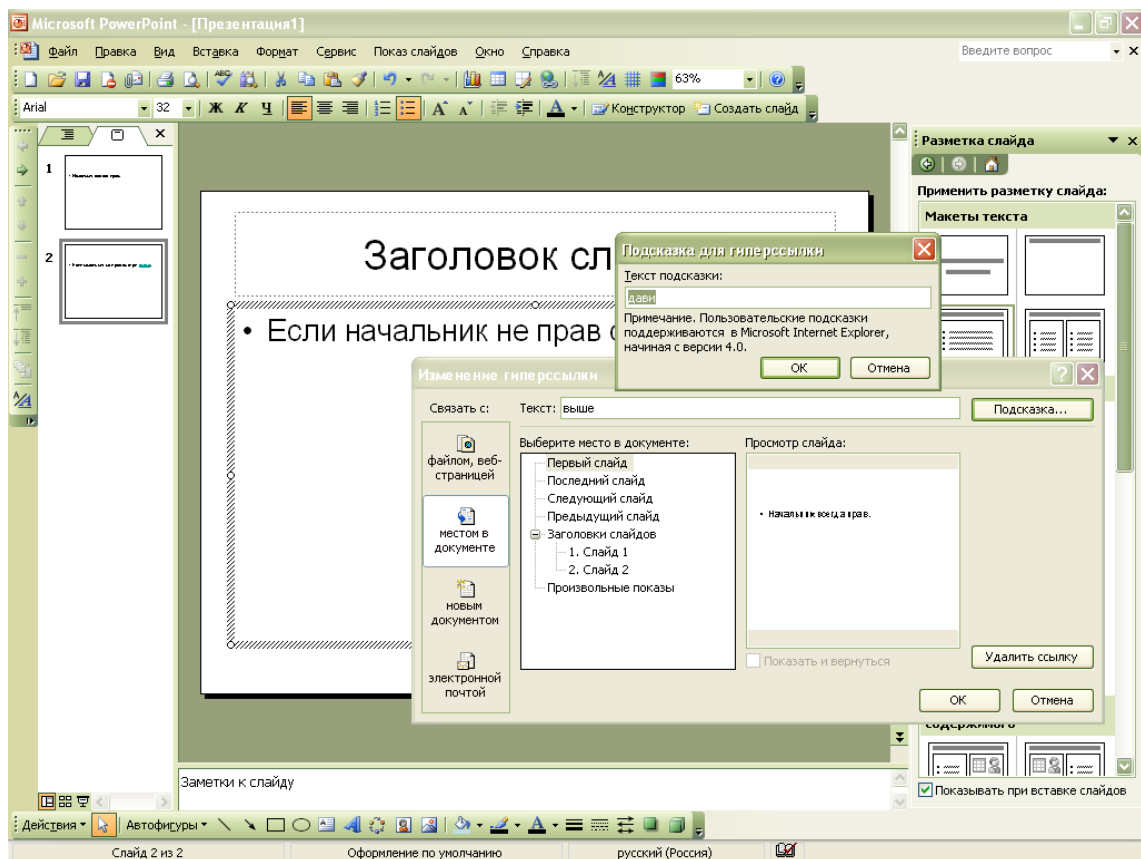 Microsoft PowerPoint - [Презентация1]
Файл Правка Вид Вставка Формат Сервис Показ слайдов Окно Справка Введите вопрос
63%
Arial 32 Ж К Ч Конструктор Создать слайд
Разметка слайда
1
Применить разметку слайда:
Макеты текста
2
Заголовок сл
Подсказка для гиперссылки
Текст подсказки:
дави
Примечание. Пользовательские подсказки
поддерживаются в Microsoft Internet Explorer,
начиная с версии 4.0.
ОК Отмена
• Если начальник не прав с
Изменение гиперссылки
Связать с: Текст: выше Подсказка...
Выберите место в документе: Просмотр слайда:
файлом, веб-
страницей
местом в
документе
новым
документом
электронной
почтой
Первый слайд
Последний слайд
Следующий слайд
Предыдущий слайд
Заголовки слайдов
1. Слайд 1
2. Слайд 2
Произвольные показы
• Начальник всегда прав.
Показать и вернуться
Удалить ссылку
ОК Отмена
содержимого
Заметки к слайду
Показывать при вставке слайдов
Действия Автофигуры
Слайд 2 из 2 Оформление по умолчанию русский (Россия)